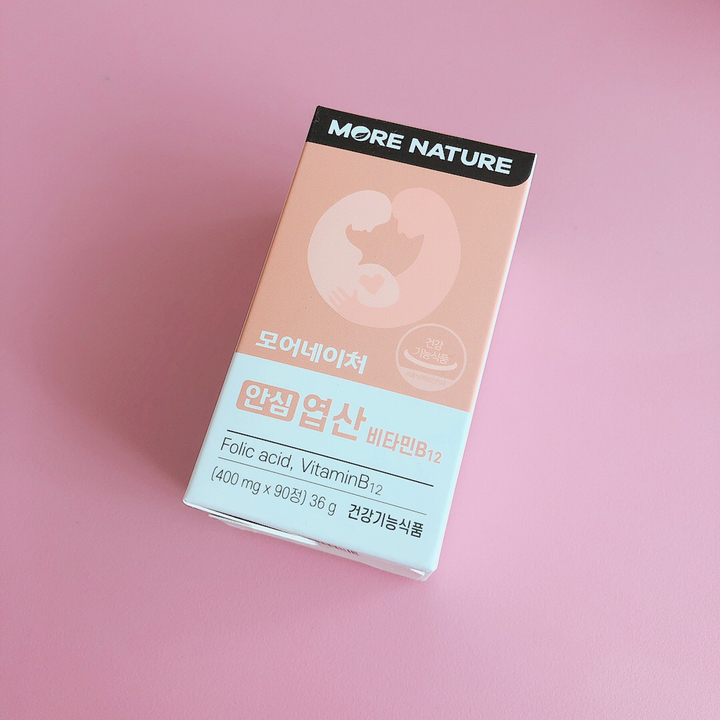 MORE NATURE
건강
기능식품
모어네이처
안심 엽산 비타민B12
Folic acid, VitaminB12
(400 mg x 90정) 36 g 건강기능식품